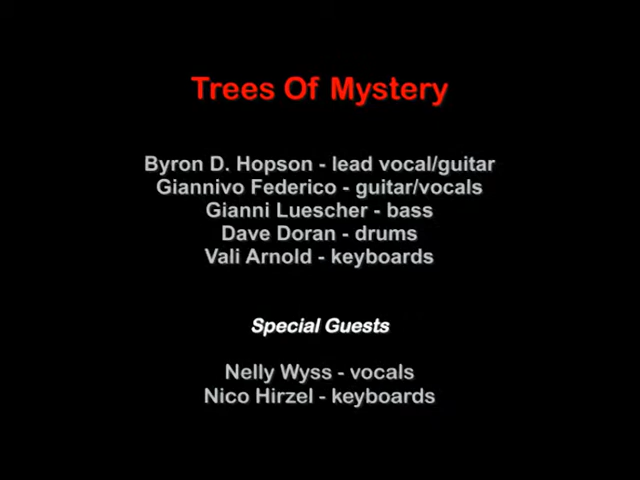 Trees Of Mystery
Byron D. Hopson - lead vocal/guitar
Giannivo Federico - guitar/vocals
Gianni Luescher - bass
Dave Doran - drums
Vali Arnold - keyboards
Special Guests
Nelly Wyss - vocals
Nico Hirzel - keyboards